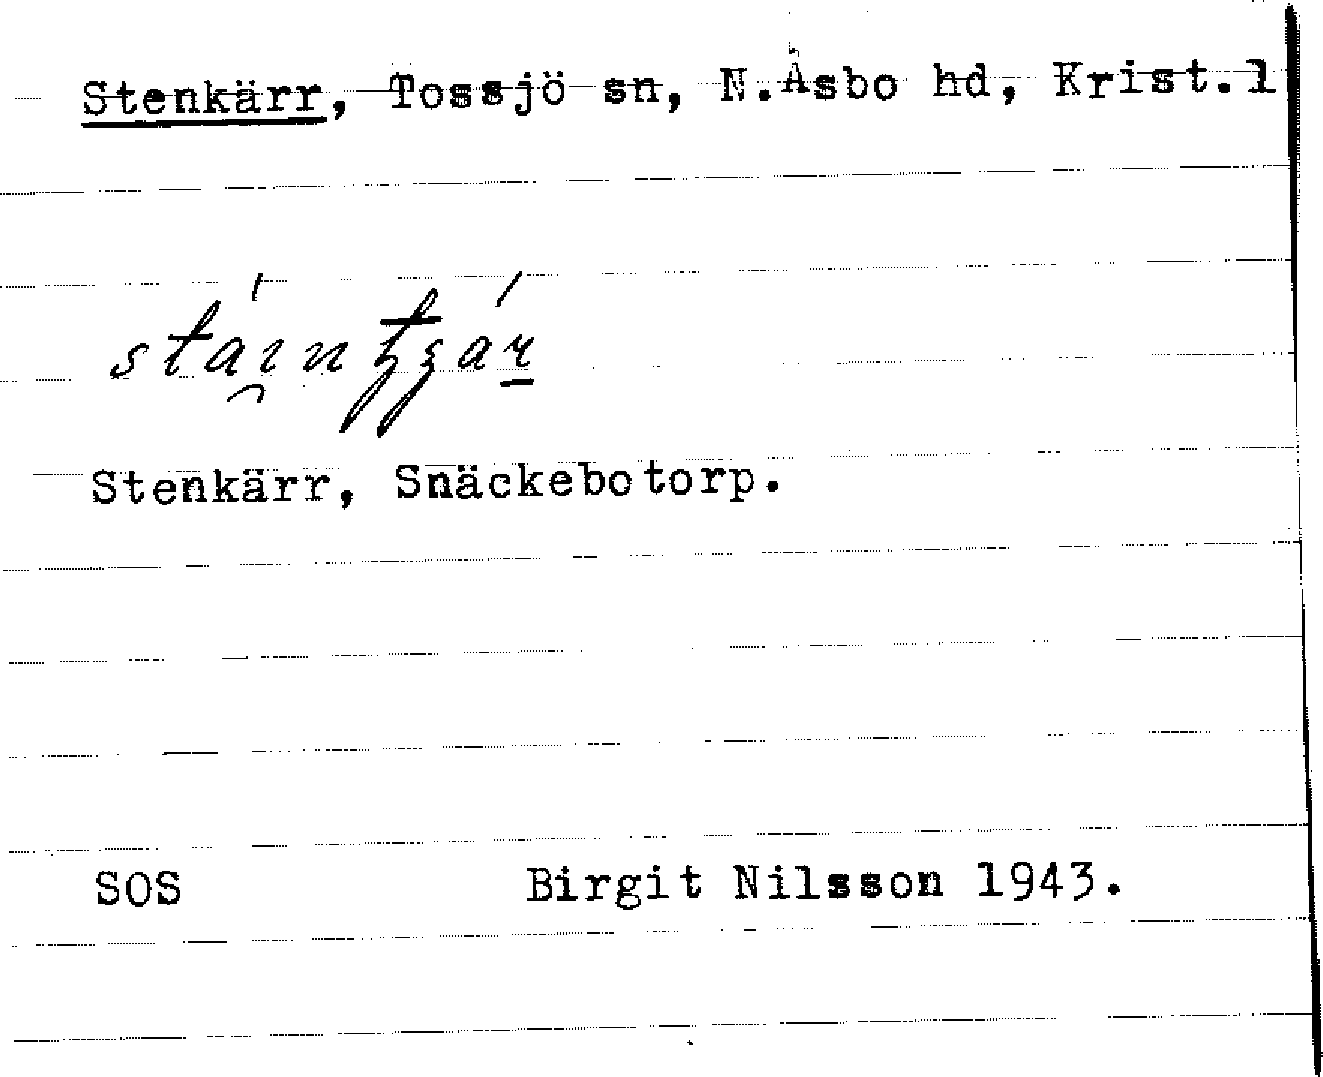 Stenkärr, Tossjö sn, N.Åsbo hd, Krist.l
Stenkärr, Snäckebotorp.
SOS Birgit Nilsson 1943.